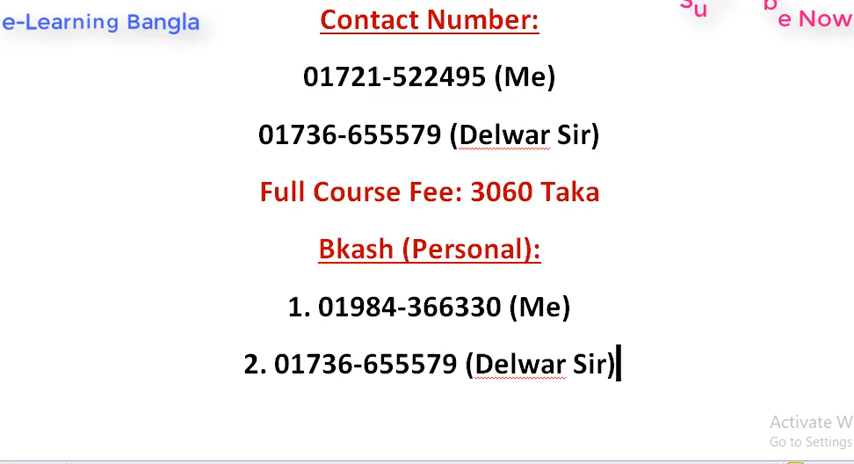 e-Learning Bangla
Contact Number:
e Now
01721-522495 (Me)
01736-655579 (Delwar Sir)
Full Course Fee: 3060 Taka
Bkash (Personal):
1. 01984-366330 (Me)
2. 01736-655579 (Delwar Sir)
Activate W
Go to Settings